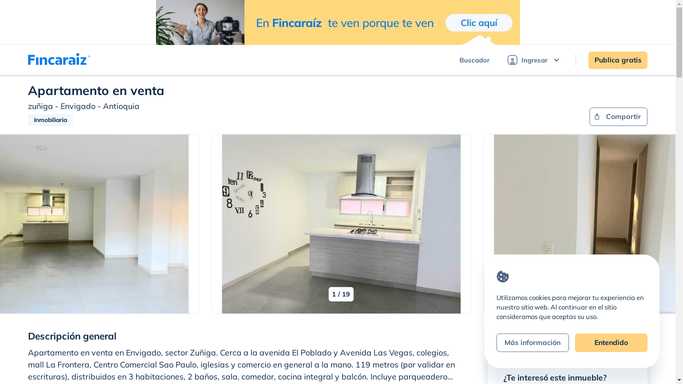 En Fincaraíz te ven porque te ven
Clic aquí
Fincaraiz
Buscador
Ingresar
Publica gratis
Apartamento en venta
zuñiga - Envigado - Antioquia
Inmobiliaria
Compartir
1 / 19
Utilizamos cookies para mejorar tu experiencia en
nuestro sitio web. Al continuar en el sitio
consideramos que aceptas su uso.
Más información
Entendido
Descripción general
Apartamento en venta en Envigado, sector Zuñiga. Cerca a la avenida El Poblado y Avenida Las Vegas, colegios,
mall La Frontera, Centro Comercial Sao Paulo, iglesias y comercio en general a la mano. 119 metros (por validar en
escrituras), distribuidos en 3 habitaciones, 2 baños, sala, comedor, cocina integral y balcón. Incluye parqueadero...
¿Te interesó este inmueble?